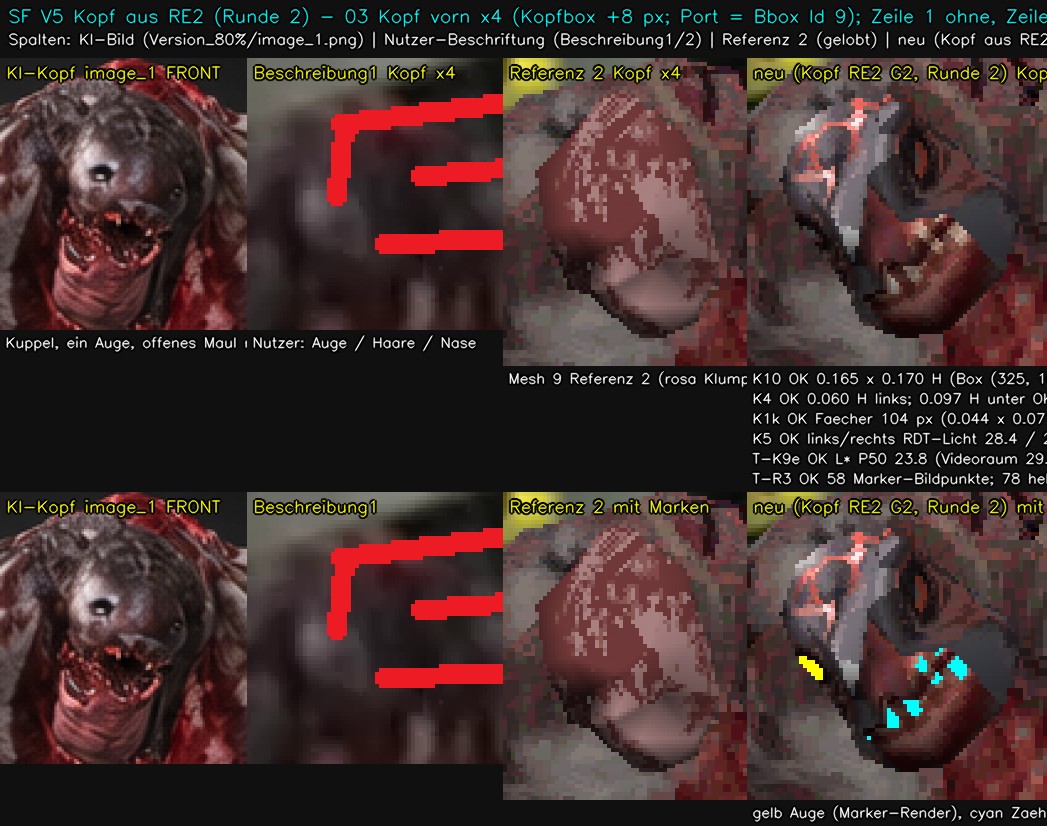 SF V5 Kopf aus RE2 (Runde 2) – 03 Kopf vorn x4 (Kopfbox +8 px; Port = Bbox Id 9); Zeile 1 ohne, Zeile
Spalten: KI-Bild (Version_80%/image_1.png) | Nutzer-Beschriftung (Beschreibung1/2) | Referenz 2 (gelobt) | neu (Kopf aus RE2
KI-Kopf image_1 FRONT
Beschreibung1 Kopf x4
Referenz 2 Kopf x4
neu (Kopf RE2 G2, Runde 2) Kop
Kuppel, ein Auge, offenes Maul
Nutzer: Auge / Haare / Nase
Mesh 9 Referenz 2 (rosa Klump
K10 OK 0.165 x 0.170 H (Box (325, 1
K4 OK 0.060 H links; 0.097 H unter OK
K1k OK Faecher 104 px (0.044 x 0.07
K5 OK links/rechts RDT-Licht 28.4 / 2
T-K9e OK L* P50 23.8 (Videoraum 29.
T-R3 OK 58 Marker-Bildpunkte; 78 hel
KI-Kopf image_1 FRONT
Beschreibung1
Referenz 2 mit Marken
neu (Kopf RE2 G2, Runde 2) mit
gelb Auge (Marker-Render), cyan Zaeh